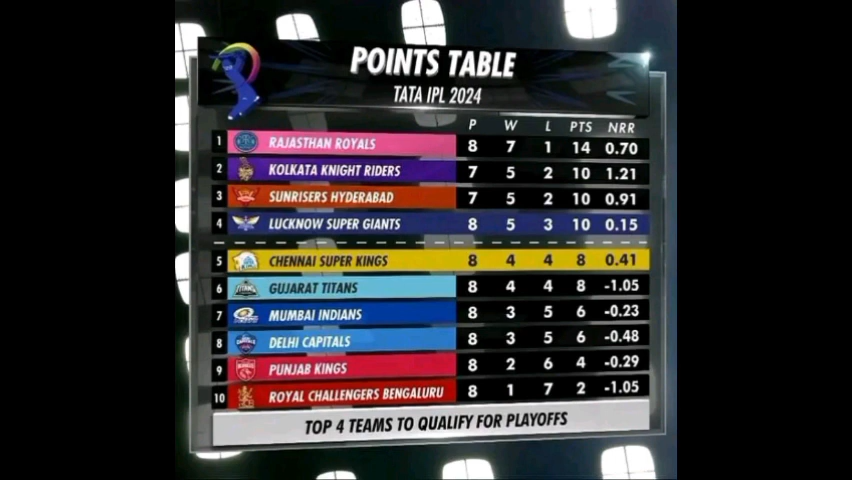 POINTS TABLE
TATA IPL 2024
P W L PTS NRR
1 RAJASTHAN ROYALS 8 7 1 14 0.70
2 KOLKATA KNIGHT RIDERS 7 5 2 10 1.21
3 SUNRISERS HYDERABAD 7 5 2 10 0.91
4 LUCKNOW SUPER GIANTS 8 5 3 10 0.15
5 CHENNAI SUPER KINGS 8 4 4 8 0.41
6 GUJARAT TITANS 8 4 4 8 -1.05
7 MUMBAI INDIANS 8 3 5 6 -0.23
8 DELHI CAPITALS 8 3 5 6 -0.48
9 PUNJAB KINGS 8 2 6 4 -0.29
10 ROYAL CHALLENGERS BENGALURU 8 1 7 2 -1.05
TOP 4 TEAMS TO QUALIFY FOR PLAYOFFS